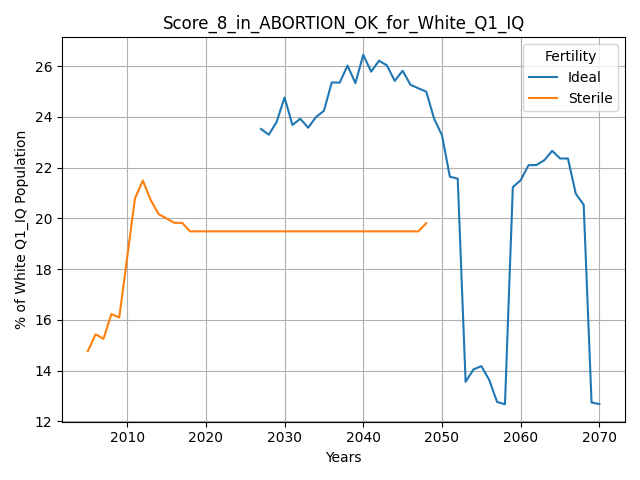 Score_8_in_ABORTION_OK_for_White_Q1_IQ
Fertility
Ideal
Sterile
% of White Q1_IQ Population
26
24
22
20
18
16
14
12
2010 2020 2030 2040 2050 2060 2070
Years